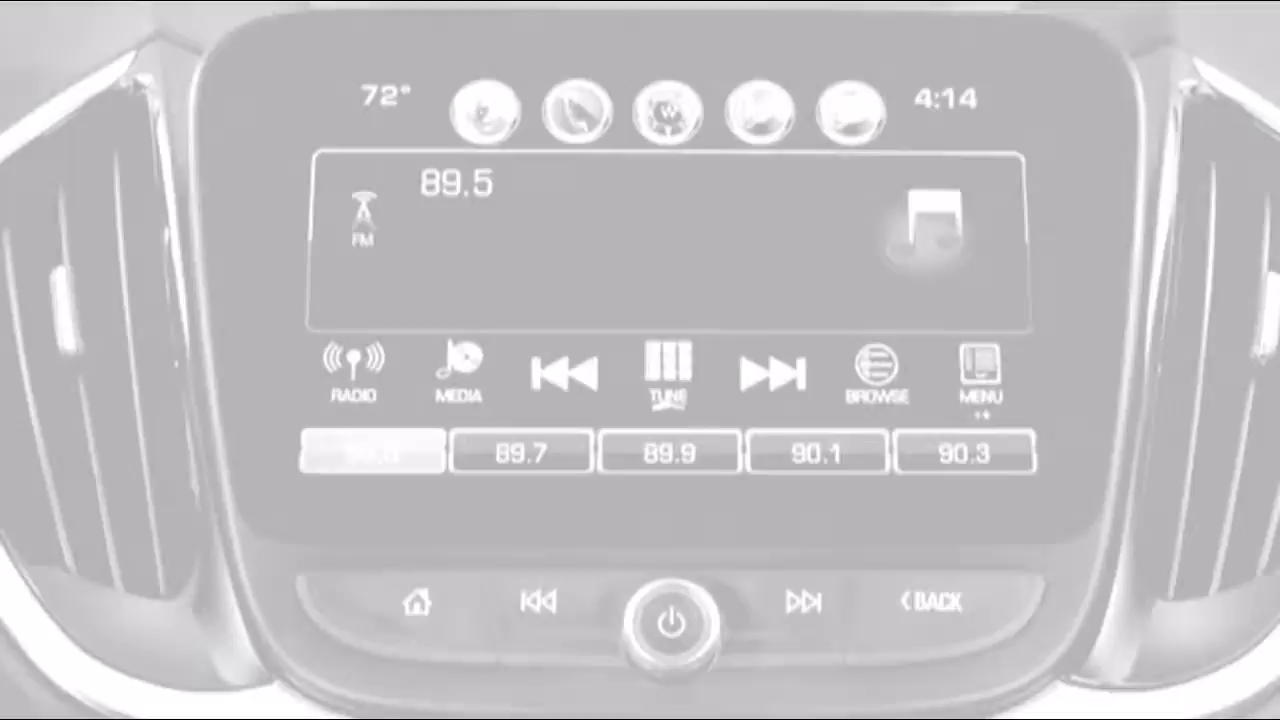 72° 4:14
89.5
FM
RADIO MEDIA TUNE BROWSE MENU
89.7 89.9 90.1 90.3
BACK